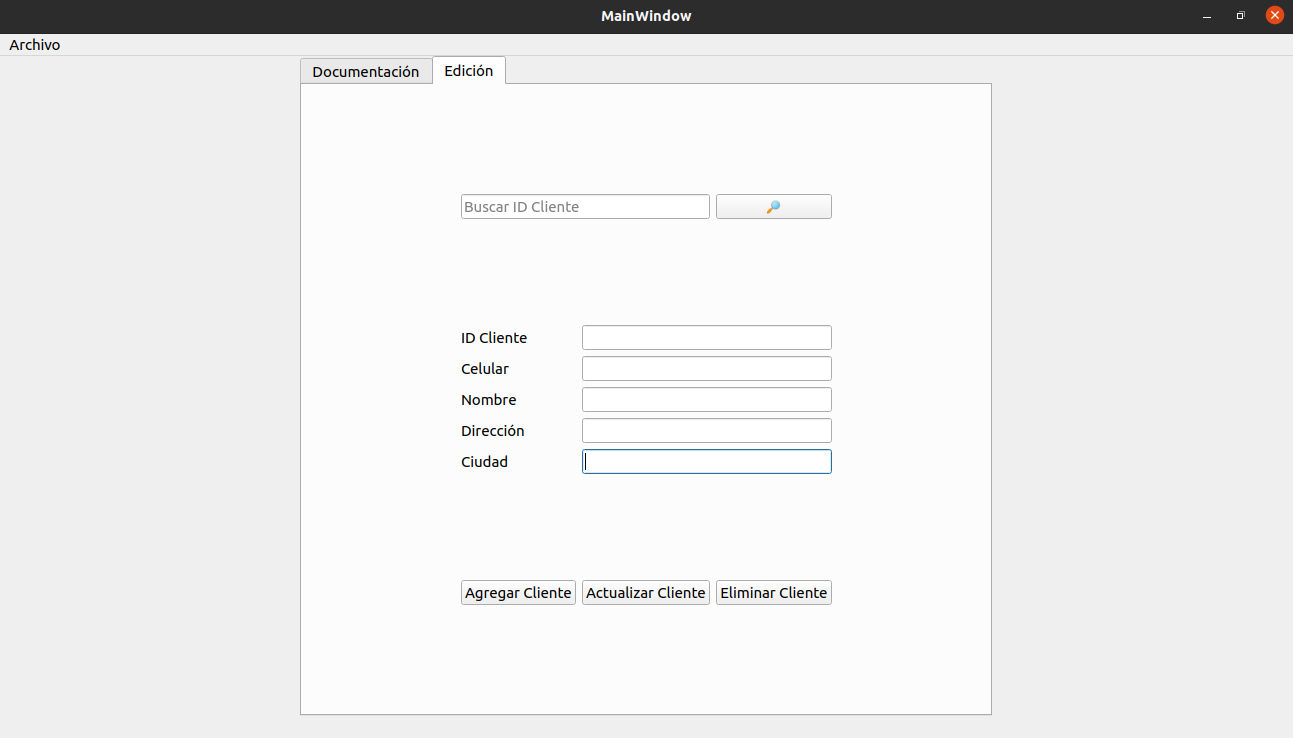 MainWindow
Archivo
Documentación Edición
Buscar ID Cliente
ID Cliente
Celular
Nombre
Dirección
Ciudad
Agregar Cliente Actualizar Cliente Eliminar Cliente